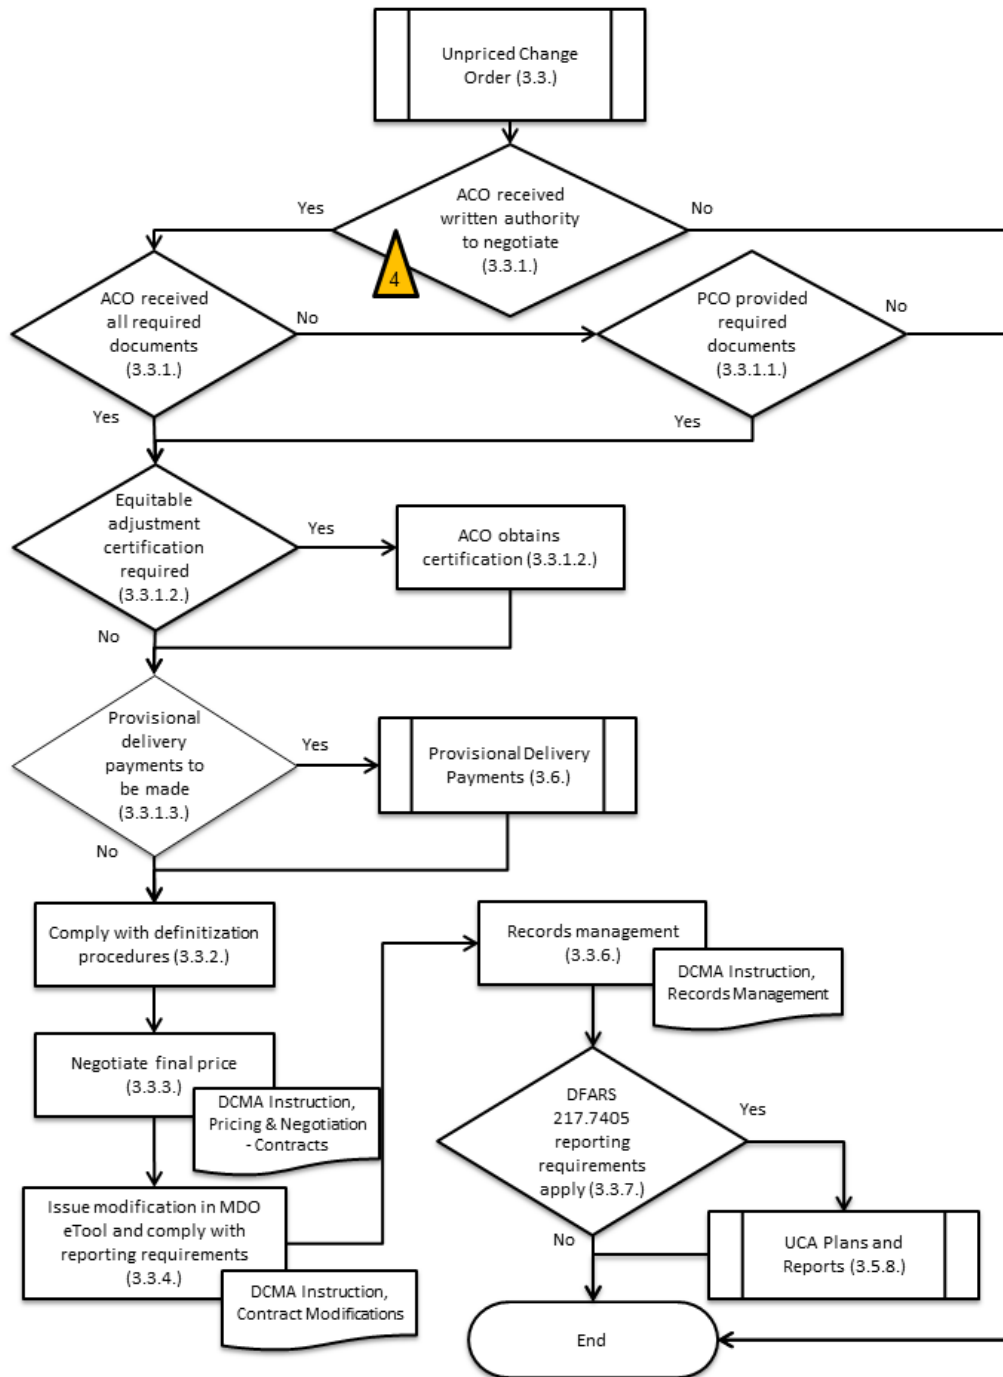 Unpriced Change
Order (3.3.)
ACO received
written authority
to negotiate
(3.3.1.)
Yes
No
4
ACO received
all required
documents
(3.3.1.)
No
PCO provided
required
documents
(3.3.1.1.)
No
Yes
Yes
Equitable
adjustment
certification
required
(3.3.1.2.)
Yes
ACO obtains
certification (3.3.1.2.)
No
Provisional
delivery
payments to
be made
(3.3.1.3.)
Yes
Provisional Delivery
Payments (3.6.)
No
Comply with definitization
procedures (3.3.2.)
Negotiate final price
(3.3.3.)
DCMA Instruction,
Pricing & Negotiation
- Contracts
Issue modification in MDO
eTool and comply with
reporting requirements
(3.3.4.)
DCMA Instruction,
Contract Modifications
Records management
(3.3.6.)
DCMA Instruction,
Records Management
DFARS
217.7405
reporting
requirements
apply (3.3.7.)
Yes
No
UCA Plans and
Reports (3.5.8.)
End